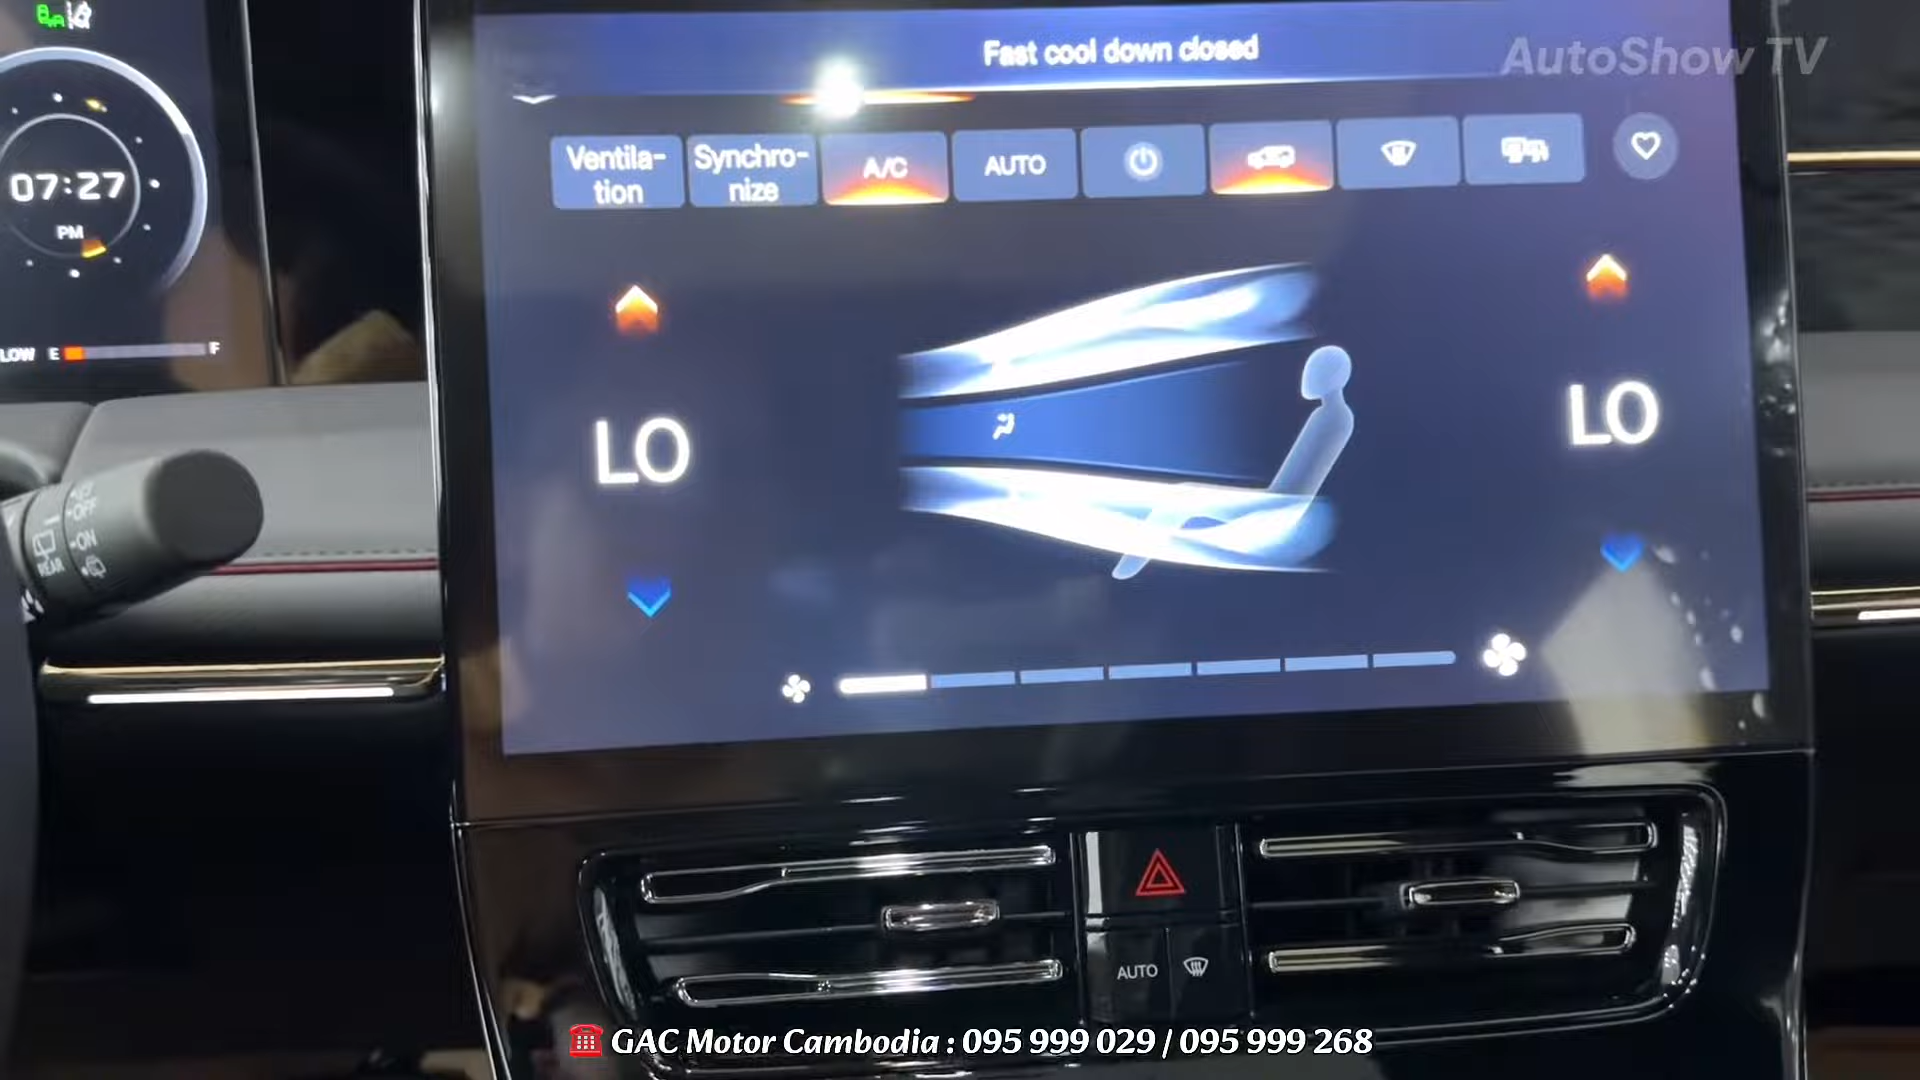 Fast cool down closed
AutoShow TV
Ventila-
tion
Synchro-
nize
A/C
AUTO
07:27
PM
LOW E F
LO
LO
OFF
ON
REAR
AUTO
GAC Motor Cambodia : 095 999 029 / 095 999 268